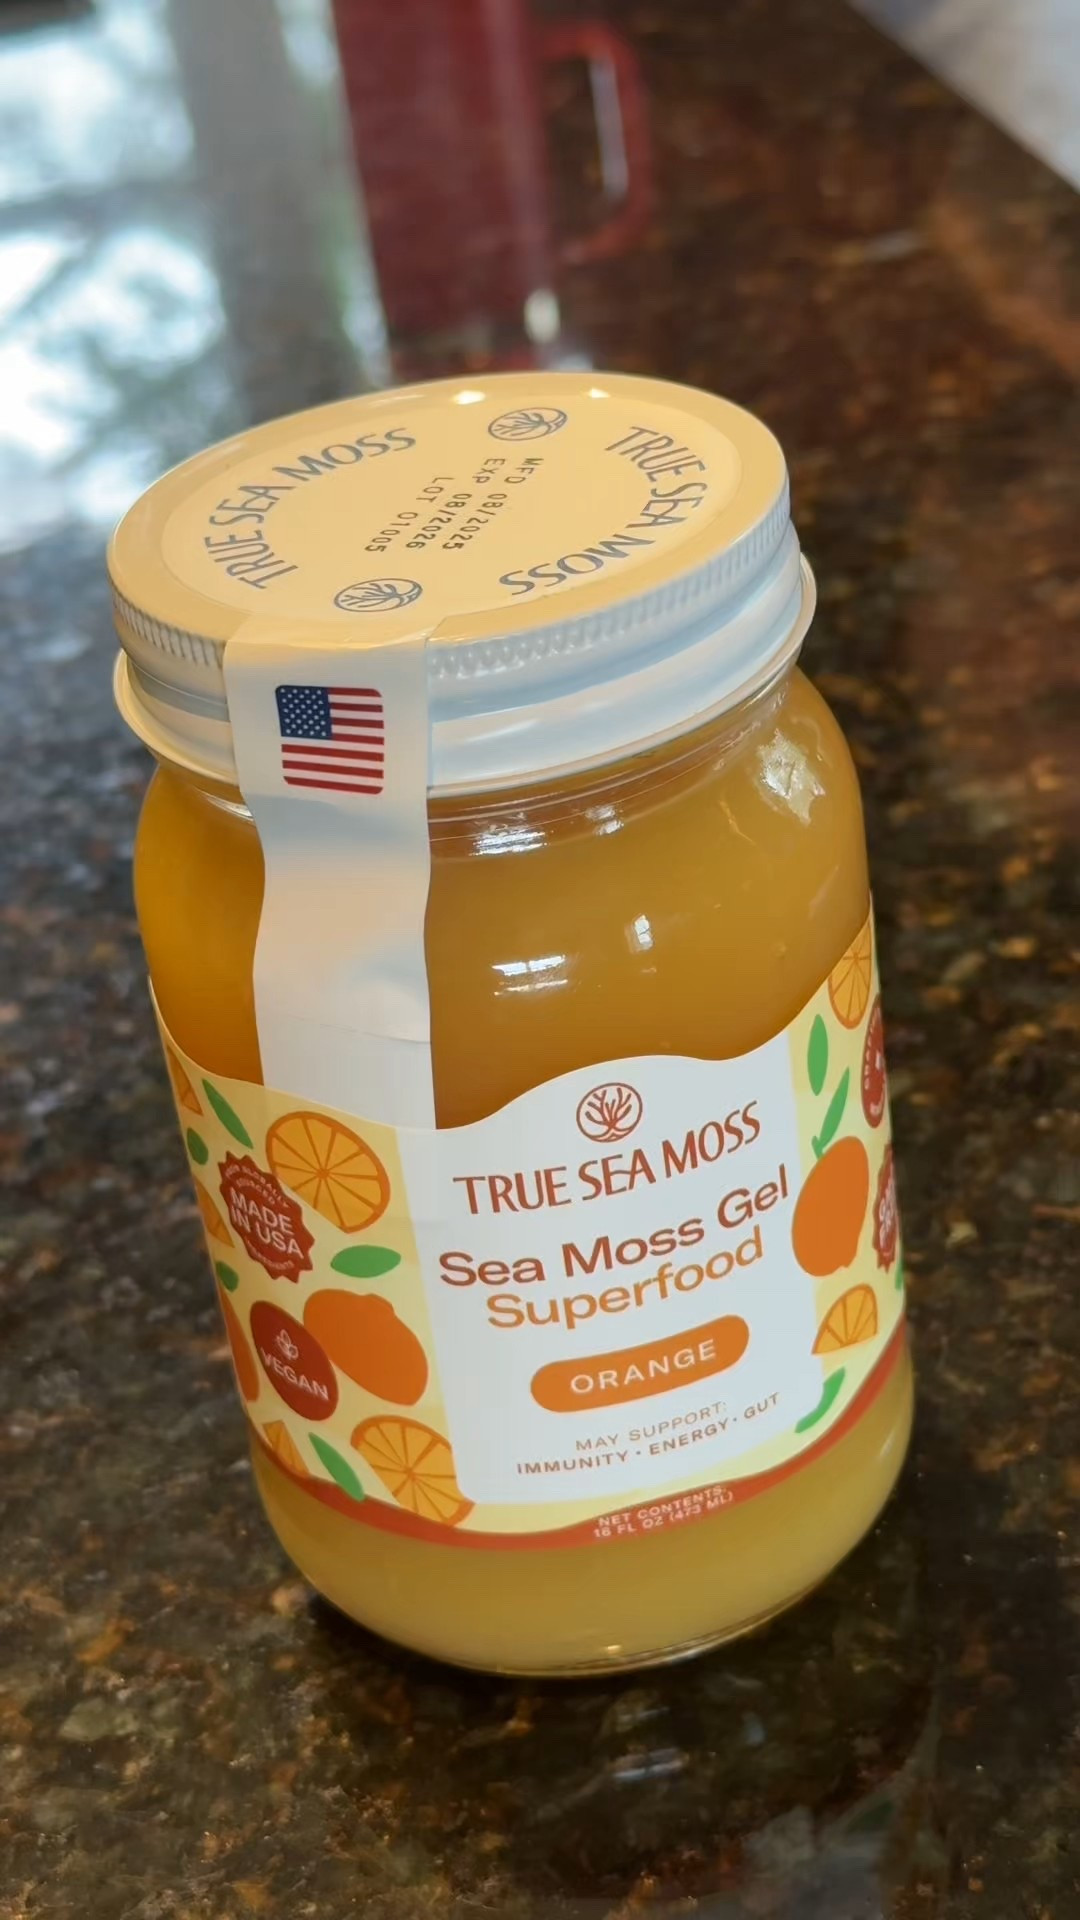 TRUE SEA MOSS
TRUE SEA MOSS
MFD 08/2025
EXP 08/2026
LOT 01005
TRUE SEA MOSS
Sea Moss Gel
Superfood
ORANGE
MAY SUPPORT:
IMMUNITY · ENERGY · GUT
NET CONTENTS:
16 FL OZ (473 ML)
MADE
IN USA
VEGAN